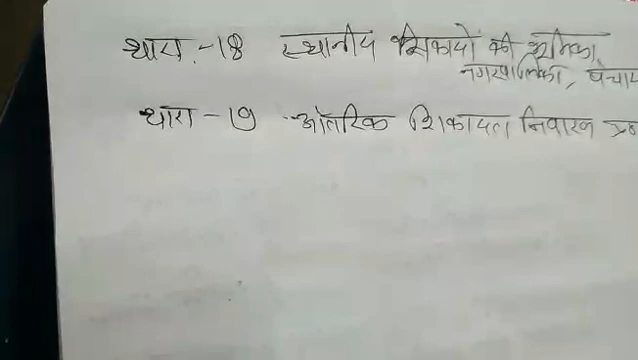 धारा - 18 स्थानीय निकायों की भूमिका
नगरपालिका, पंचाय
धारा - 19 आंतरिक शिकायत निवारण